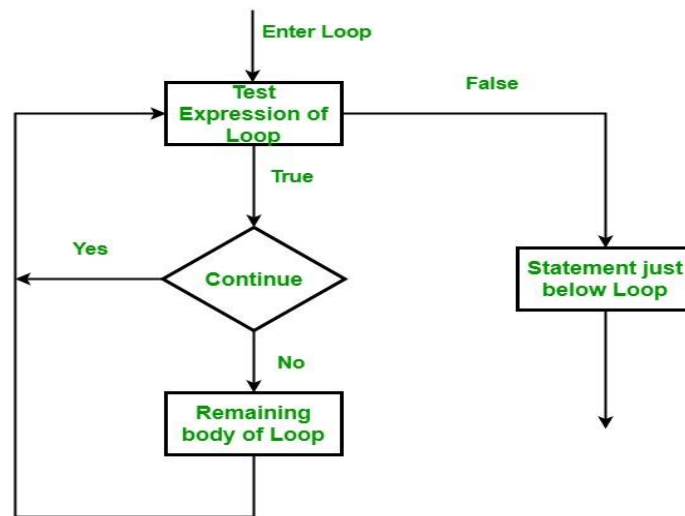 Enter Loop
Test
Expression of
Loop
False
True
Yes
Continue
Statement just
below Loop
No
Remaining
body of Loop